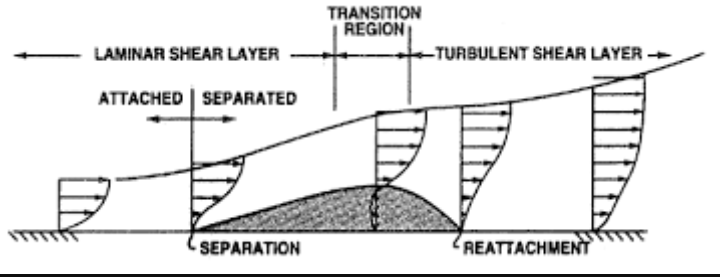 TRANSITION
REGION
LAMINAR SHEAR LAYER
TURBULENT SHEAR LAYER
ATTACHED
SEPARATED
SEPARATION
REATTACHMENT